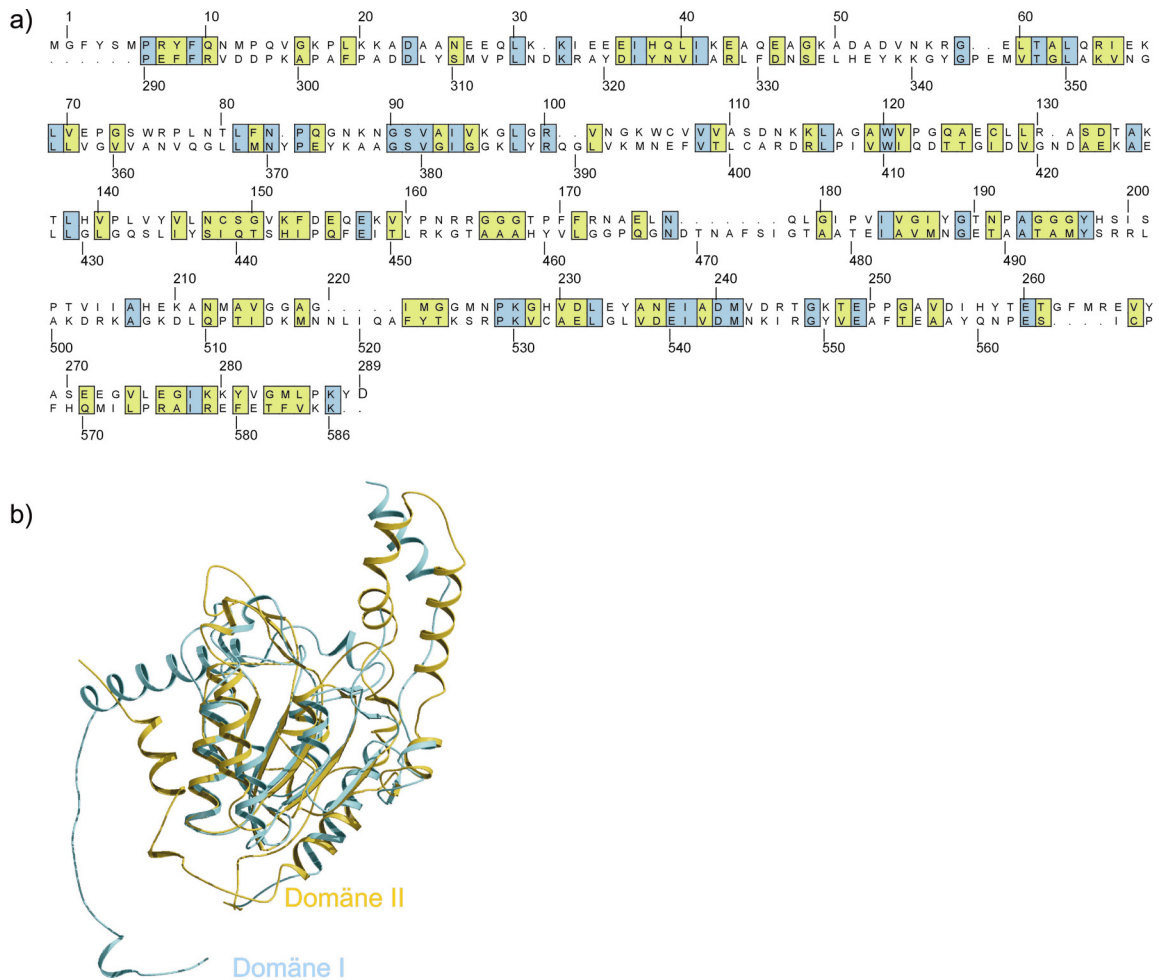 a)
1 10 20 30 40 50 60
M G F Y S M P R Y F Q N M P Q V G K P L K K A D A A N E E Q L K . K I E E E I H Q L I K E A Q E A G K A D A D V N K R G . . E L T A L Q R I E K
. . . . . . P E F F R V D D P K A P A F P A D D L Y S M V P L N D K R A Y D I Y N V I A R L F D N S E L H E Y K K G Y G P E M V T G L A K V N G
290 300 310 320 330 340 350
70 80 90 100 110 120 130
L V E P G S W R P L N T L F N . P Q G N K N G S V A I V K G L G R . . V N G K W C V V Y A S D N K K L A G A W V P G Q A E C L L R . A S D T A K
L L V G V V A N V Q G L L M N Y P E Y K A A G S V G I G G K L Y R Q G L V K M N E F V T L C A R D R L P I V W I Q D T T G I D V G N D A E K A E
360 370 380 390 400 410 420
140 150 160 170 180 190 200
T L H V P L V Y V L N C S G V K F D E Q E K V Y P N R R G G G T P F F R N A E L N . . . . . . . Q L G I P V I V G I Y G T N P A G G G Y H S I S
L L G L G Q S L I Y S I Q T S H I P Q F E I T L R K G T A A A H Y V L G G P Q G N D T N A F S I G T A A T E I A V M N G E T A A T A M Y S R R L
430 440 450 460 470 481 490
210 220 230 240 250 260
P T V I I A H E K A N M A V G G A G . . . . . I M G G M N P K G H V D L E Y A N E I A D M V D R T G K T E P P G A V D I H Y T E T G F M R E V Y
A K D R K A G K D L Q P T I D K M N N L I Q A F Y T K S R P K V C A E L G L V D E I V D M N K I R G Y V E A F T E A A Y Q N P E S . . . . I C P
500 510 520 530 540 550 560
270 280 289
A S E E G V L E G I K K Y V G M L P K Y D
F H Q M I L P R A I R E F E T F V K K . .
570 580 586
b)
Domäne II
Domäne I